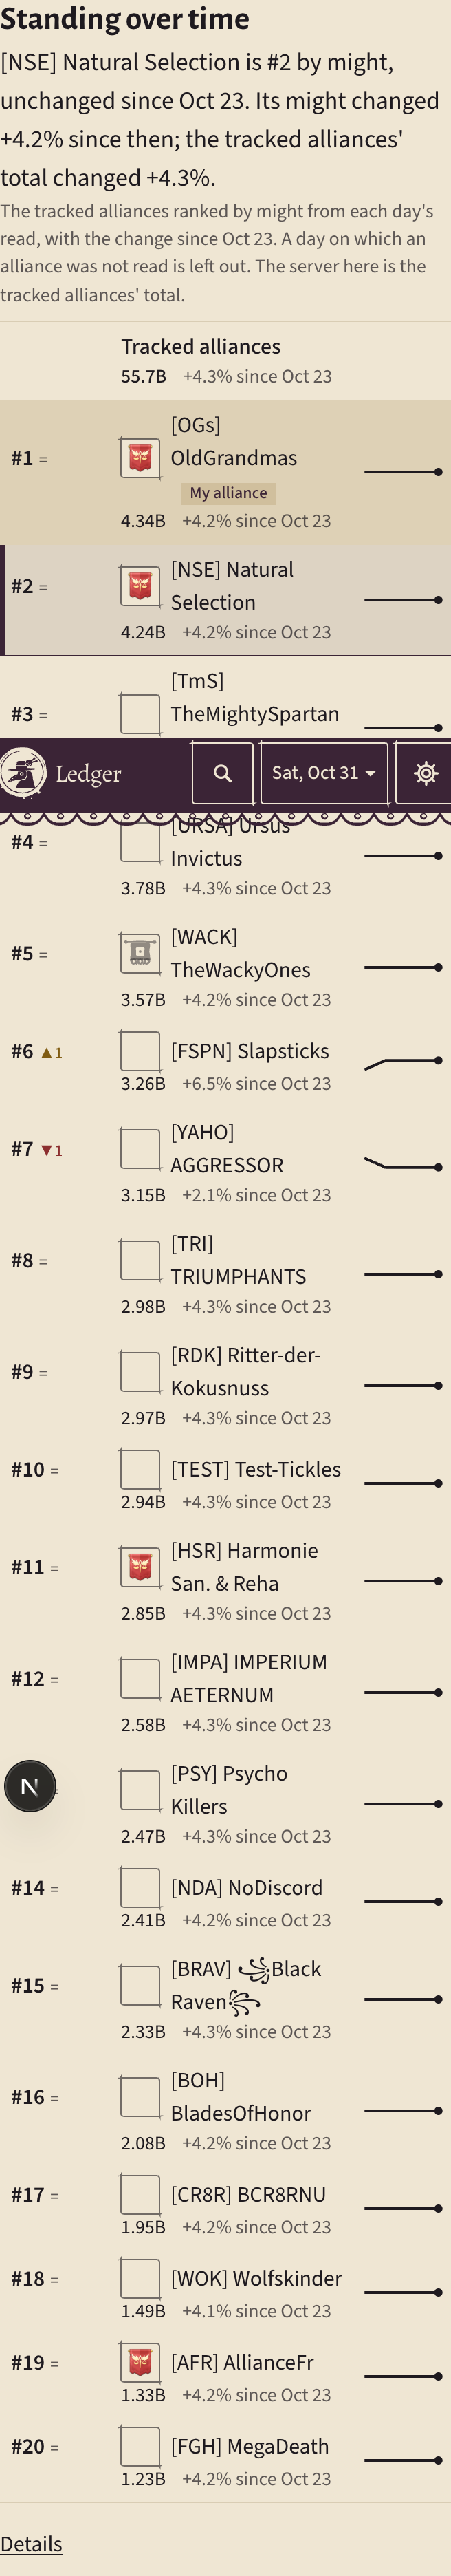 Standing over time
[NSE] Natural Selection is #2 by might,
unchanged since Oct 23. Its might changed
+4.2% since then; the tracked alliances'
total changed +4.3%.
The tracked alliances ranked by might from each day's
read, with the change since Oct 23. A day on which an
alliance was not read is left out. The server here is the
tracked alliances' total.
Tracked alliances
55.7B +4.3% since Oct 23
#1 =
[OGs]
OldGrandmas
My alliance
4.34B +4.2% since Oct 23
#2 =
[NSE] Natural
Selection
4.24B +4.2% since Oct 23
#3 =
[TmS]
TheMightySpartan
Ledger
Sat, Oct 31
#4 =
[URSA] Ursus
Invictus
3.78B +4.3% since Oct 23
#5 =
[WACK]
TheWackyOnes
3.57B +4.2% since Oct 23
#6 ▲1
[FSPN] Slapsticks
3.26B +6.5% since Oct 23
#7 ▼1
[YAHO]
AGGRESSOR
3.15B +2.1% since Oct 23
#8 =
[TRI]
TRIUMPHANTS
2.98B +4.3% since Oct 23
#9 =
[RDK] Ritter-der-
Kokusnuss
2.97B +4.3% since Oct 23
#10 =
[TEST] Test-Tickles
2.94B +4.3% since Oct 23
#11 =
[HSR] Harmonie
San. & Reha
2.85B +4.3% since Oct 23
#12 =
[IMPA] IMPERIUM
AETERNUM
2.58B +4.3% since Oct 23
N
[PSY] Psycho
Killers
2.47B +4.3% since Oct 23
#14 =
[NDA] NoDiscord
2.41B +4.2% since Oct 23
#15 =
[BRAV] ꧁Black
Raven꧂
2.33B +4.3% since Oct 23
#16 =
[BOH]
BladesOfHonor
2.08B +4.2% since Oct 23
#17 =
[CR8R] BCR8RNU
1.95B +4.2% since Oct 23
#18 =
[WOK] Wolfskinder
1.49B +4.1% since Oct 23
#19 =
[AFR] AllianceFr
1.33B +4.2% since Oct 23
#20 =
[FGH] MegaDeath
1.23B +4.2% since Oct 23
Details